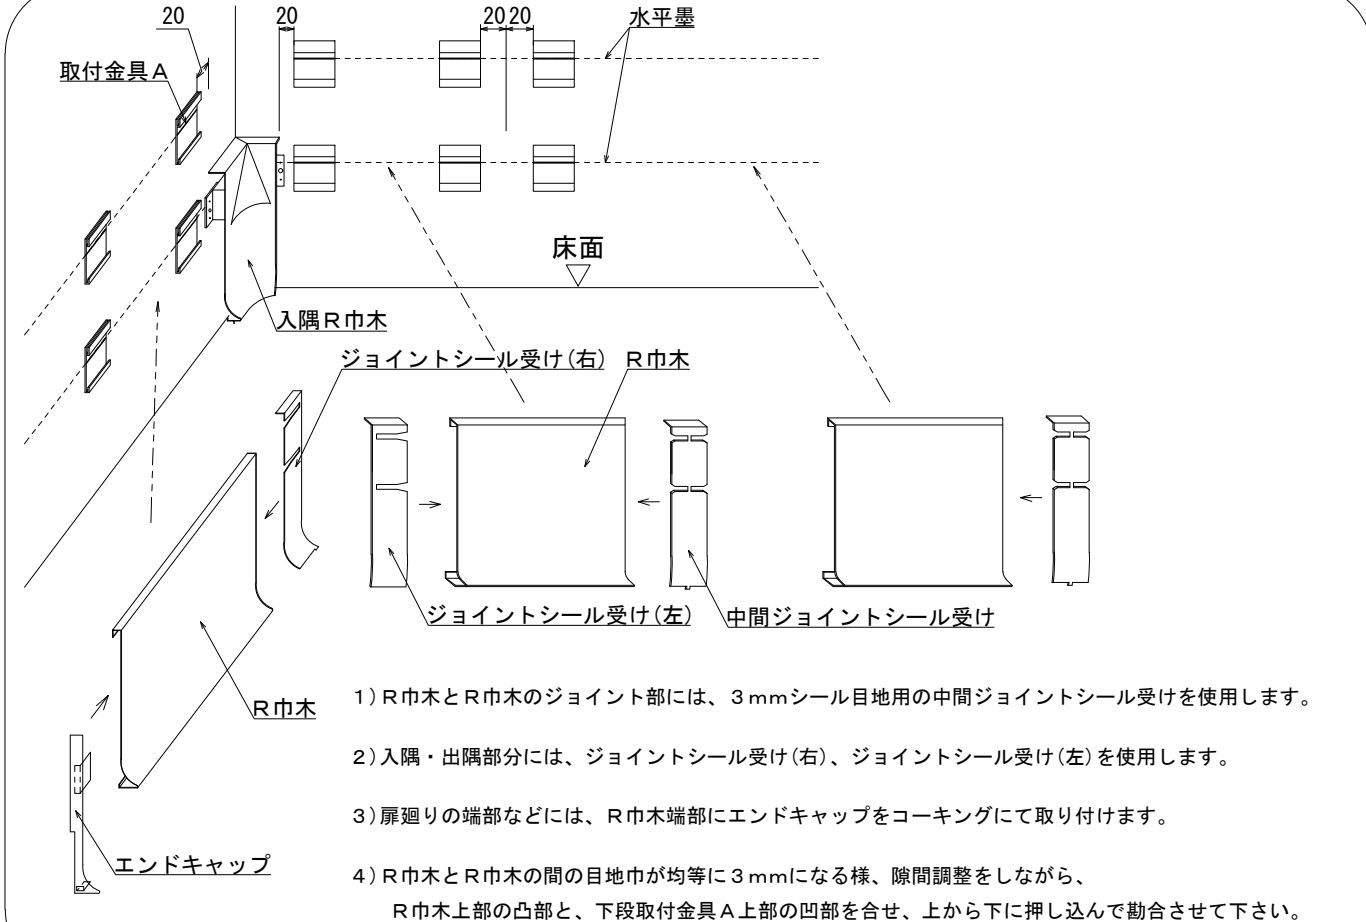 20
20
20 20
水平墨
取付金具A
床面
入隅R巾木
ジョイントシール受け(右)
R巾木
ジョイントシール受け(左)
中間ジョイントシール受け
R巾木
エンドキャップ
1)R巾木とR巾木のジョイント部には、3mmシール目地用の中間ジョイントシール受けを使用します。
2)入隅・出隅部分には、ジョイントシール受け(右)、ジョイントシール受け(左)を使用します。
3)扉廻りの端部などには、R巾木端部にエンドキャップをコーキングにて取り付けます。
4)R巾木とR巾木の間の目地巾が均等に3mmになる様、隙間調整をしながら、
R巾木上部の凸部と、下段取付金具A上部の凹部を合せ、上から下に押し込んで勘合させて下さい。